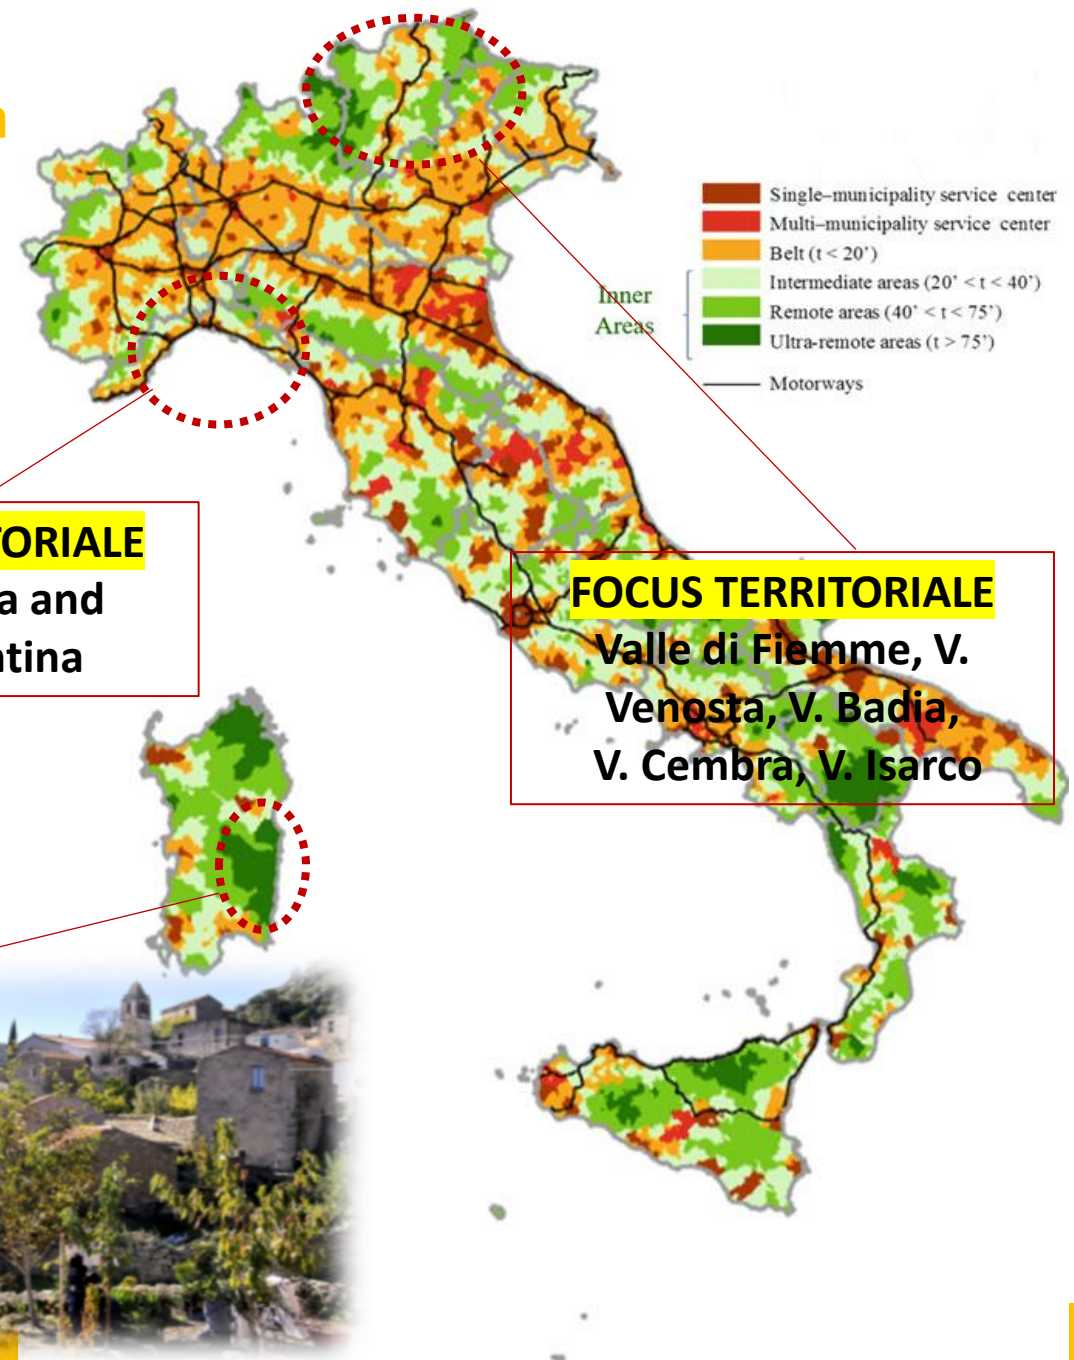 Single–municipality service center
Multi–municipality service center
Belt (t < 20’)
Intermediate areas (20’ < t < 40’)
Remote areas (40’ < t < 75’)
Ultra-remote areas (t > 75’)
Motorways
Inner
Areas
TORIALE
a and
ntina
FOCUS TERRITORIALE
Valle di Fiemme, V.
Venosta, V. Badia,
V. Cembra, V. Isarco